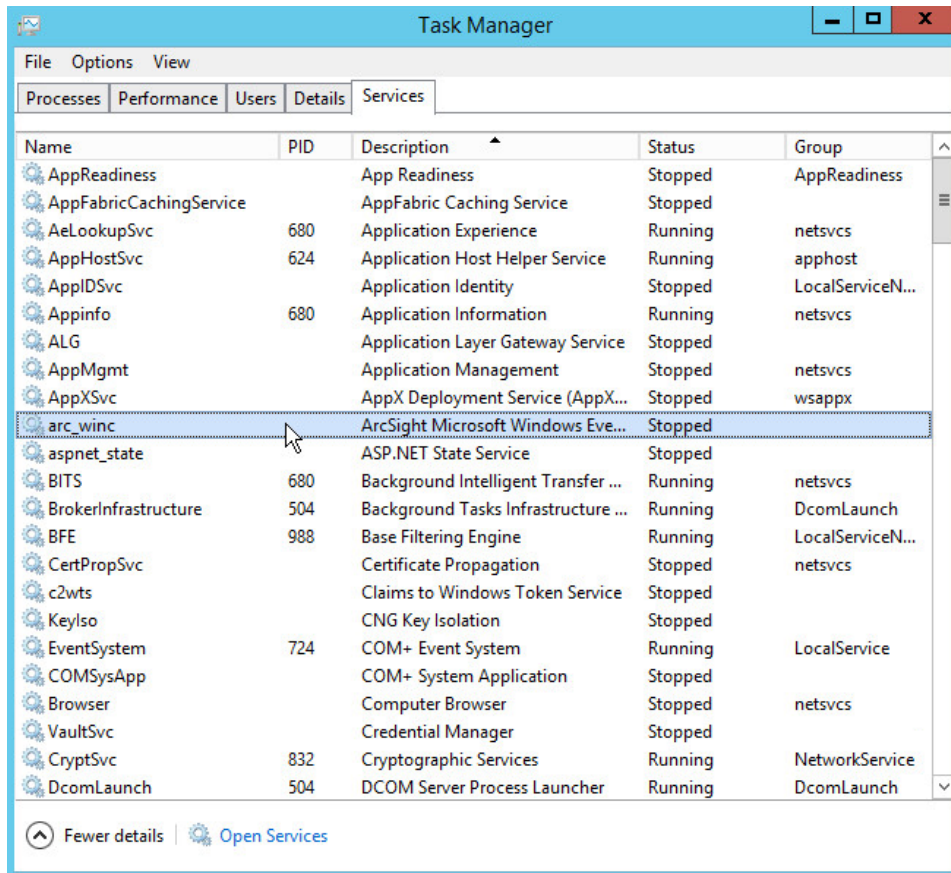 Task Manager
File Options View
Processes Performance Users Details Services
Name PID Description Status Group
AppReadiness App Readiness Stopped AppReadiness
AppFabricCachingService AppFabric Caching Service Stopped
AeLookupSvc 680 Application Experience Running netsvcs
AppHostSvc 624 Application Host Helper Service Running apphost
AppIDSvc Application Identity Stopped LocalServiceN...
Appinfo 680 Application Information Running netsvcs
ALG Application Layer Gateway Service Stopped
AppMgmt Application Management Stopped netsvcs
AppXSvc AppX Deployment Service (AppX... Stopped wsappx
arc_winc ArcSight Microsoft Windows Eve... Stopped
aspnet_state ASP.NET State Service Stopped
BITS 680 Background Intelligent Transfer ... Running netsvcs
BrokerInfrastructure 504 Background Tasks Infrastructure ... Running DcomLaunch
BFE 988 Base Filtering Engine Running LocalServiceN...
CertPropSvc Certificate Propagation Stopped netsvcs
c2wts Claims to Windows Token Service Stopped
KeyIso CNG Key Isolation Stopped
EventSystem 724 COM+ Event System Running LocalService
COMSysApp COM+ System Application Stopped
Browser Computer Browser Stopped netsvcs
VaultSvc Credential Manager Stopped
CryptSvc 832 Cryptographic Services Running NetworkService
DcomLaunch 504 DCOM Server Process Launcher Running DcomLaunch
Fewer details Open Services